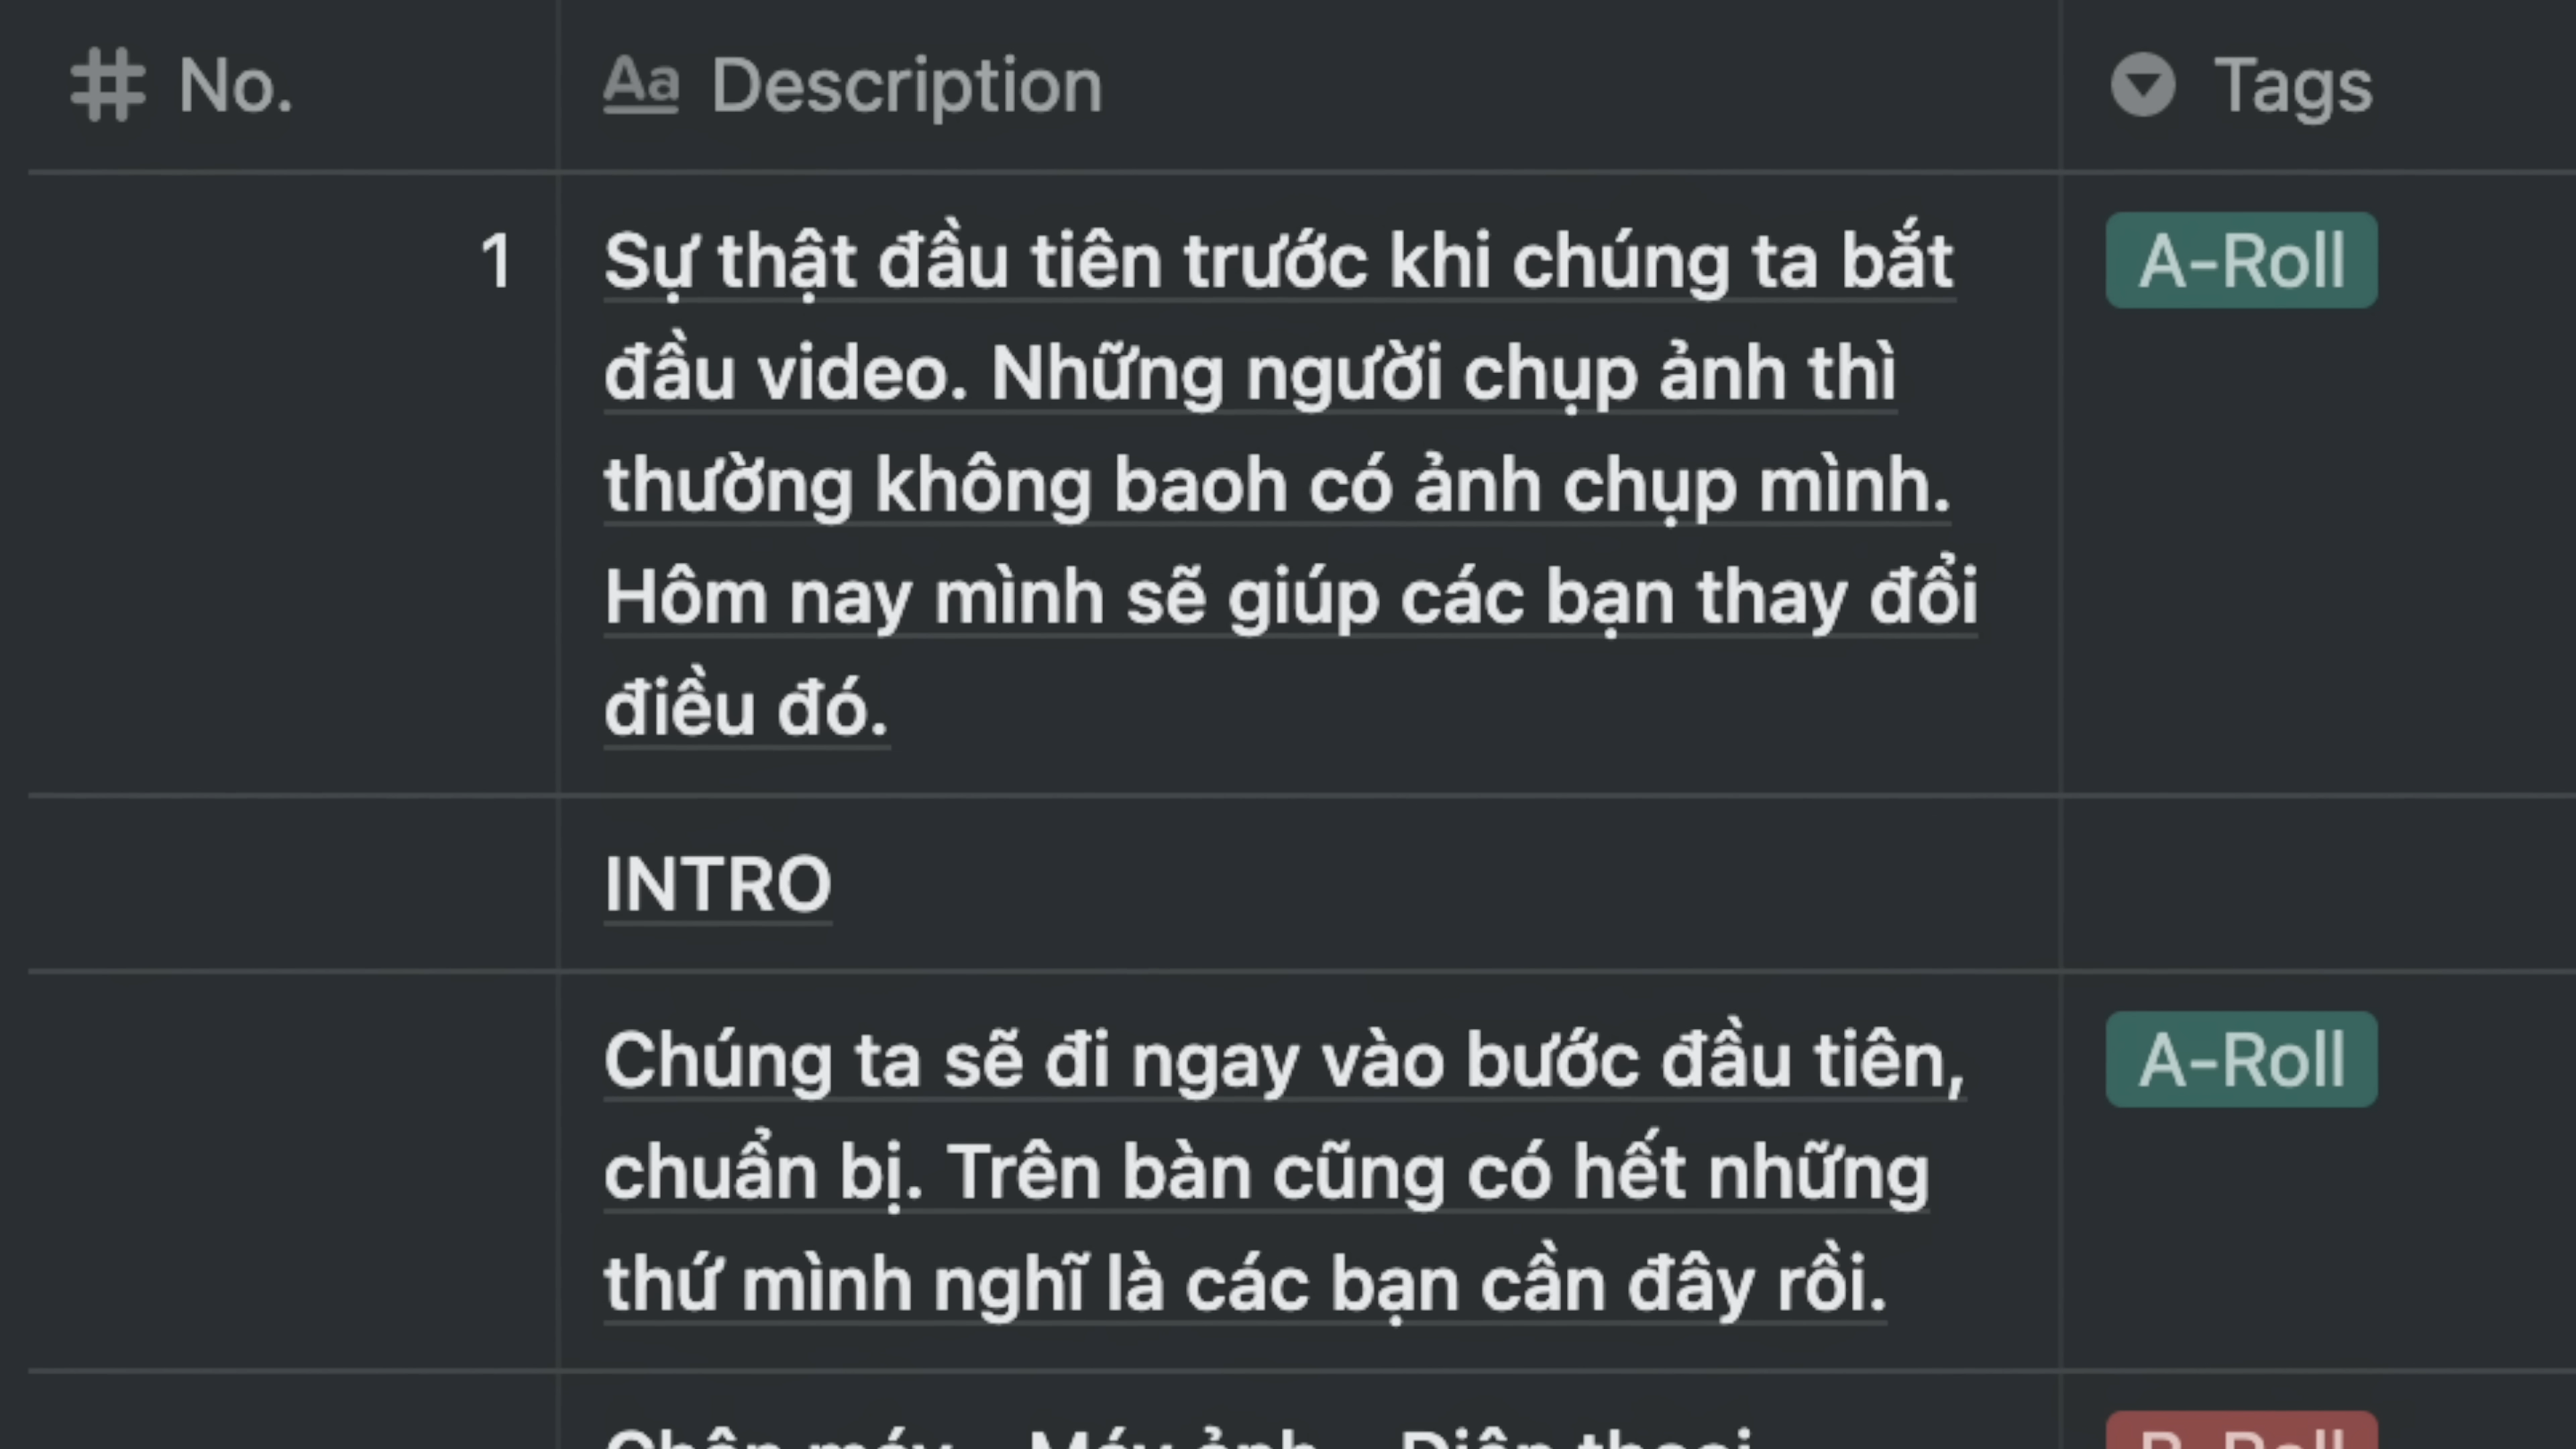 No.
Aa Description
Tags
1
Sự thật đầu tiên trước khi chúng ta bắt
đầu video. Những người chụp ảnh thì
thường không baoh có ảnh chụp mình.
Hôm nay mình sẽ giúp các bạn thay đổi
điều đó.
A-Roll
INTRO
Chúng ta sẽ đi ngay vào bước đầu tiên,
chuẩn bị. Trên bàn cũng có hết những
thứ mình nghĩ là các bạn cần đây rồi.
A-Roll